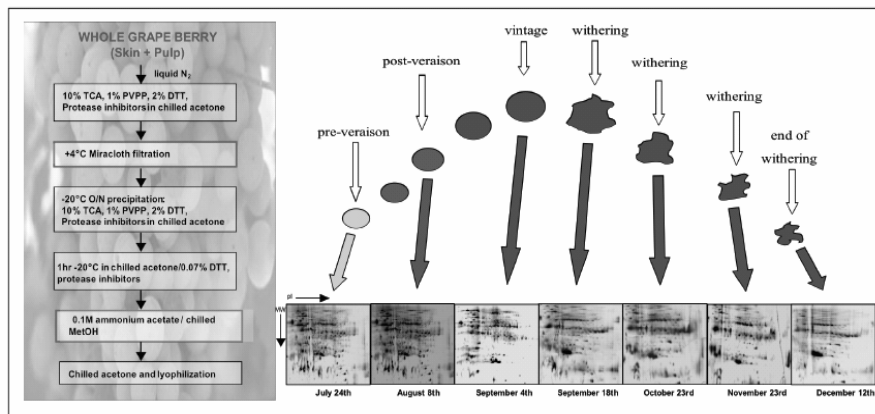 WHOLE GRAPE BERRY
(Skin + Pulp)
liquid N₂
10% TCA, 1% PVPP, 2% DTT,
Protease inhibitors in chilled acetone
+4°C Miracloth filtration
-20°C O/N precipitation:
10% TCA, 1% PVPP, 2% DTT,
Protease inhibitors in chilled acetone
1hr -20°C in chilled acetone/0.07% DTT,
protease inhibitors
0.1M ammonium acetate / chilled
MetOH
Chilled acetone and lyophilization
pre-veraison
post-veraison
vintage
withering
withering
withering
end of
withering
pI
MW
July 24th
August 8th
September 4th
September 18th
October 23rd
November 23rd
December 12th